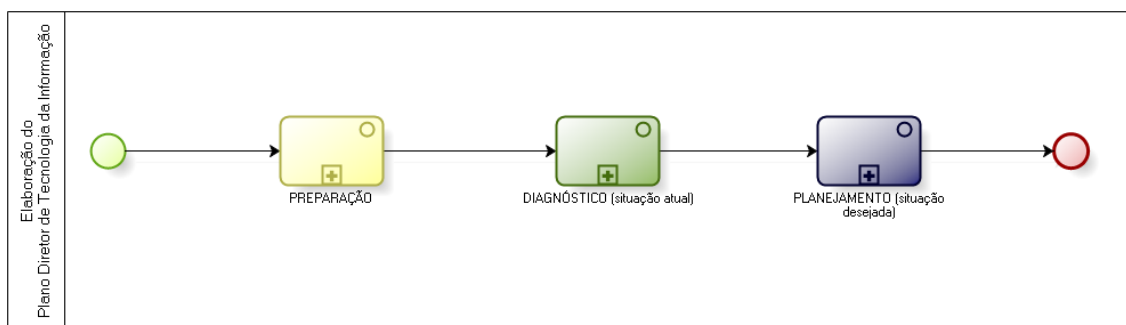 Elaboração do
Plano Diretor de Tecnologia da Informação
PREPARAÇÃO
DIAGNÓSTICO (situação atual)
PLANEJAMENTO (situação
desejada)